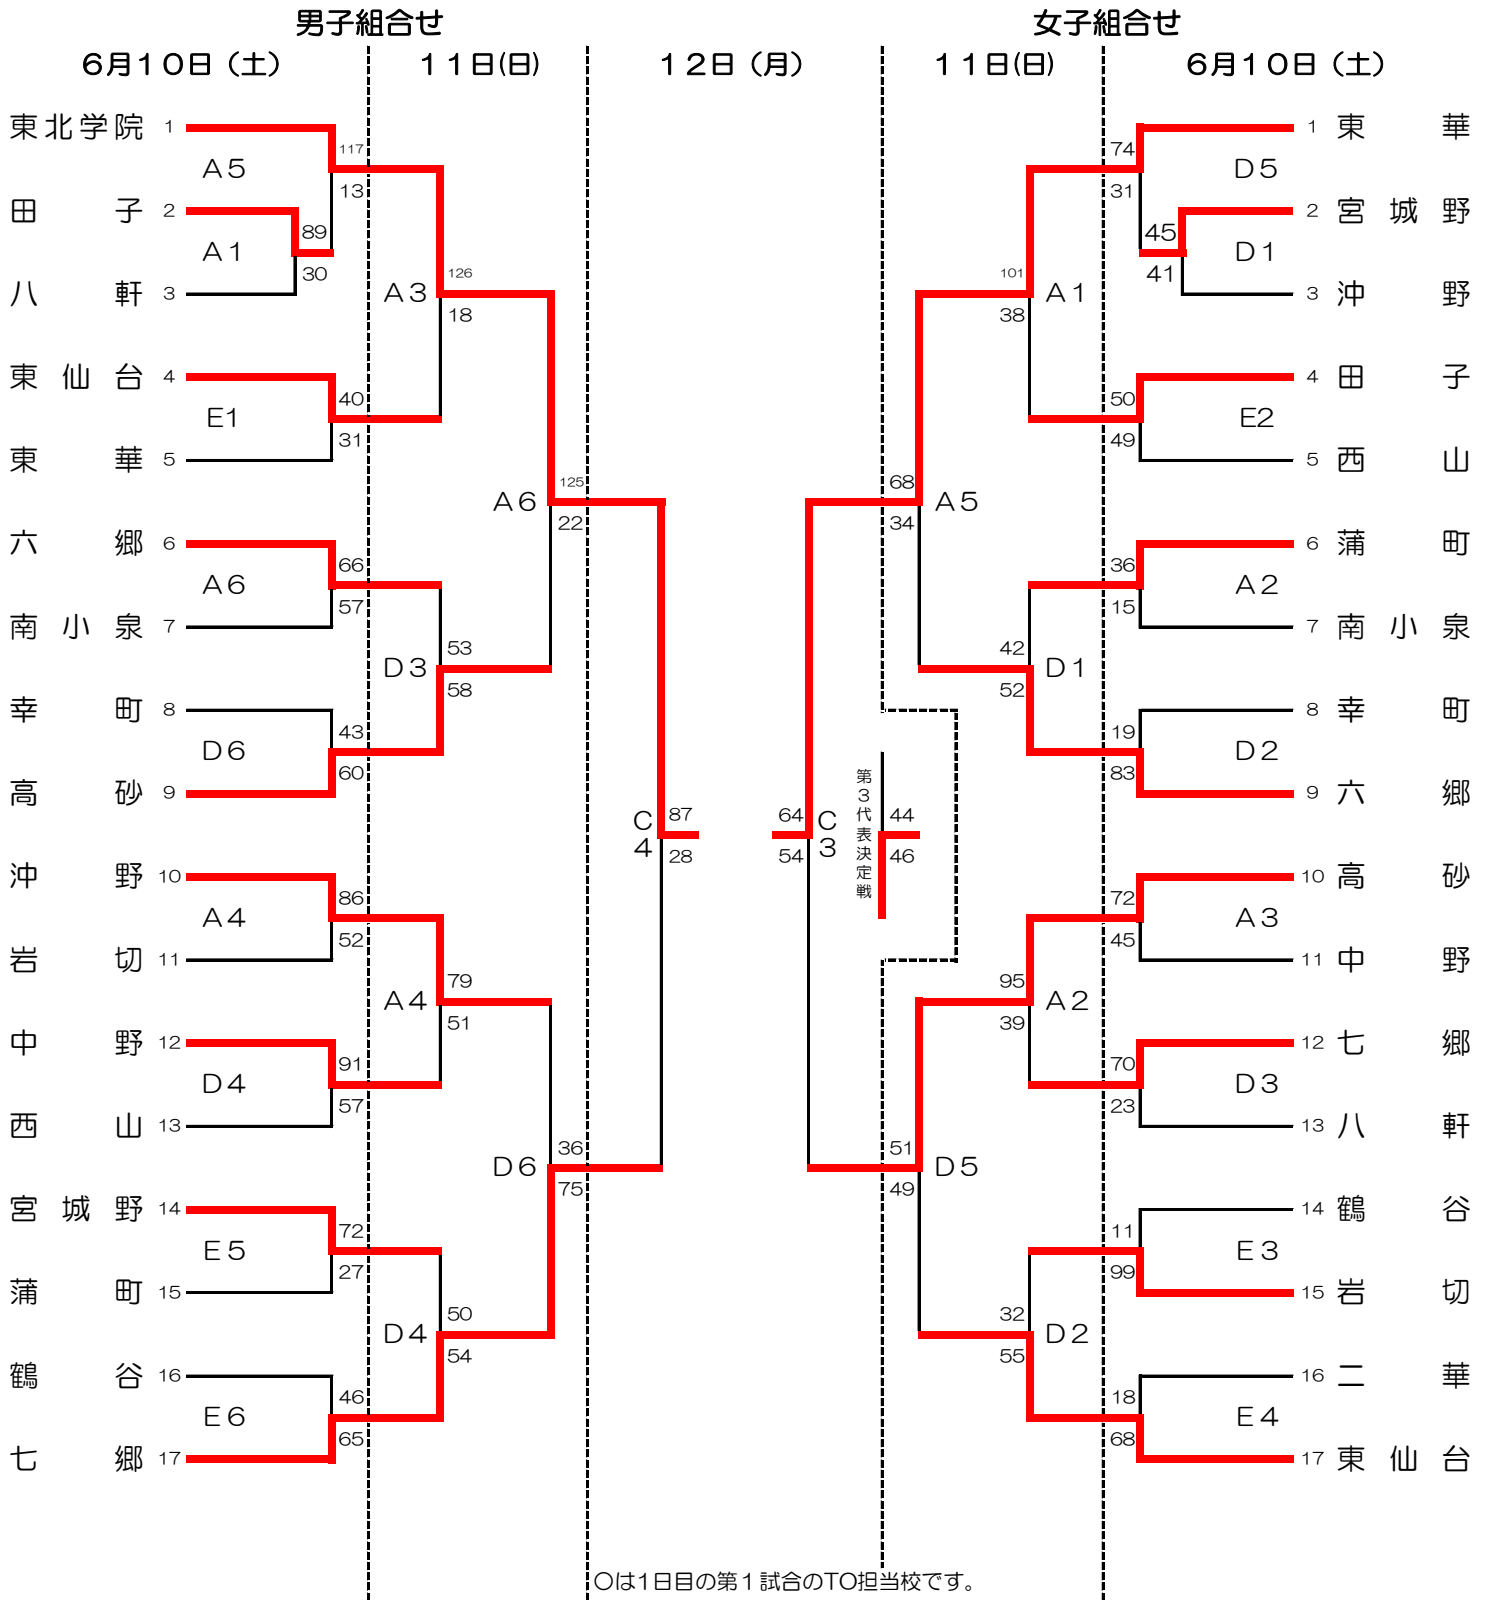 男子組合せ
女子組合せ
6月10日（土）
11日(日)
12日（月）
11日(日)
6月10日（土）
東北学院 1
A5
117
13
田子 2
A1
89
30
八軒 3
A3
126
18
東仙台 4
E1
40
31
東華 5
A6
125
22
六郷 6
A6
66
57
南小泉 7
D3
53
58
幸町 8
D6
43
60
高砂 9
C4
87
28
沖野 10
A4
86
52
岩切 11
A4
79
51
中野 12
D4
91
57
西山 13
D6
36
75
宮城野 14
E5
72
27
蒲町 15
D4
50
54
鶴谷 16
E6
46
65
七郷 17
64
54
C3
第3代表決定戦
44
46
1 東華
74
31
D5
2 宮城野
45
41
D1
3 沖野
101
38
A1
4 田子
50
49
E2
5 西山
68
34
A5
6 蒲町
36
15
A2
7 南小泉
42
52
D1
8 幸町
19
83
D2
9 六郷
10 高砂
72
45
A3
11 中野
95
39
A2
12 七郷
70
23
D3
13 八軒
51
49
D5
14 鶴谷
11
99
E3
15 岩切
32
55
D2
16 二華
18
68
E4
17 東仙台
〇は1日目の第１試合のTO担当校です。